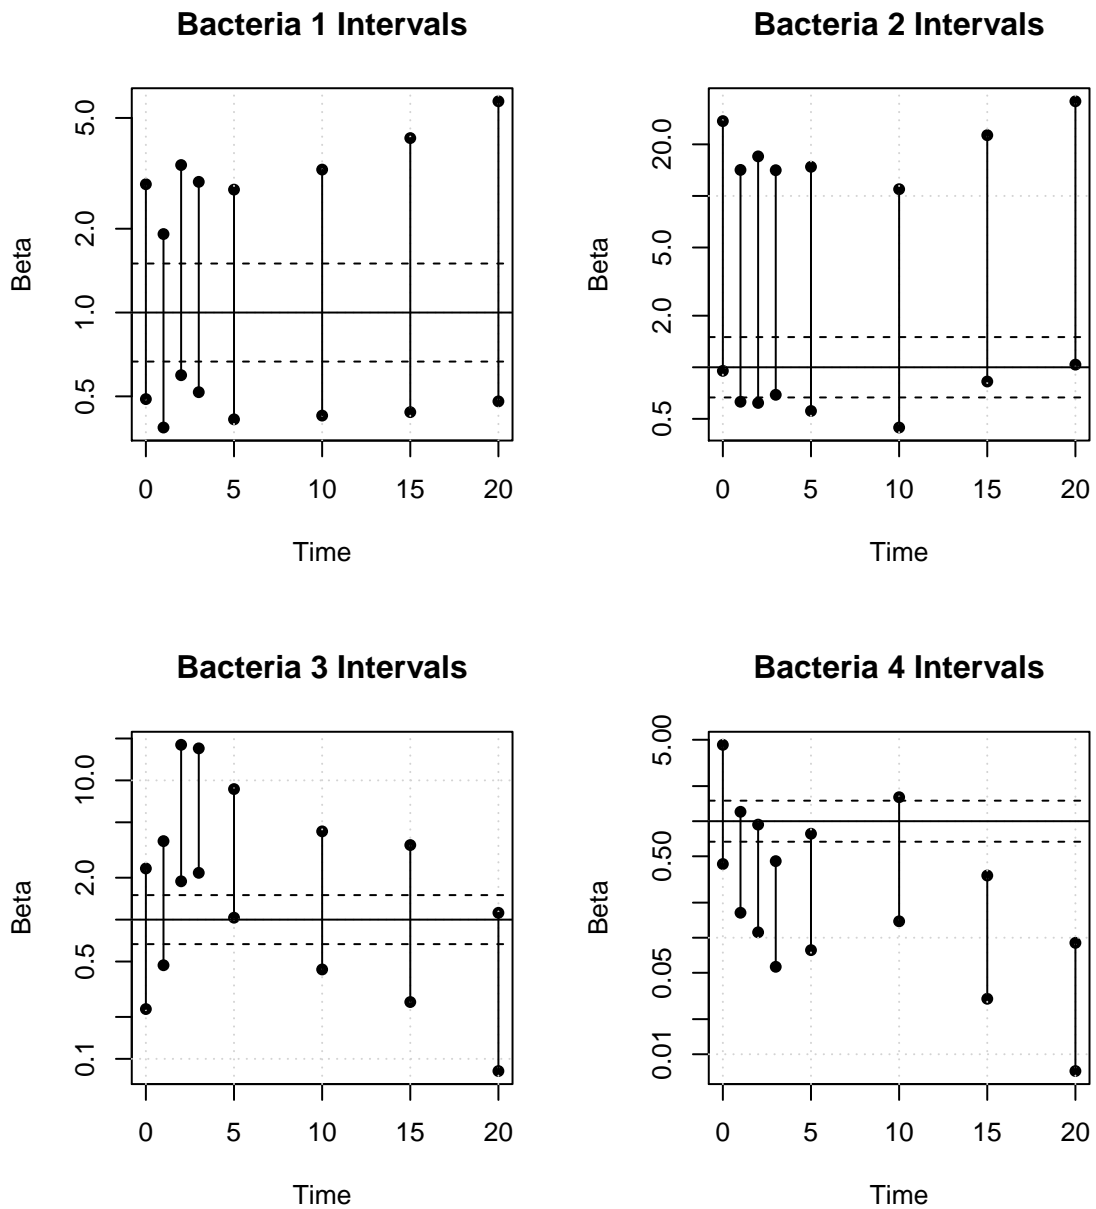 Bacteria 1 Intervals
Beta
5.0
2.0
1.0
0.5
0 5 10 15 20
Time
Bacteria 2 Intervals
Beta
20.0
5.0
2.0
0.5
0 5 10 15 20
Time
Bacteria 3 Intervals
Beta
10.0
2.0
0.5
0.1
0 5 10 15 20
Time
Bacteria 4 Intervals
Beta
5.00
0.50
0.05
0.01
0 5 10 15 20
Time